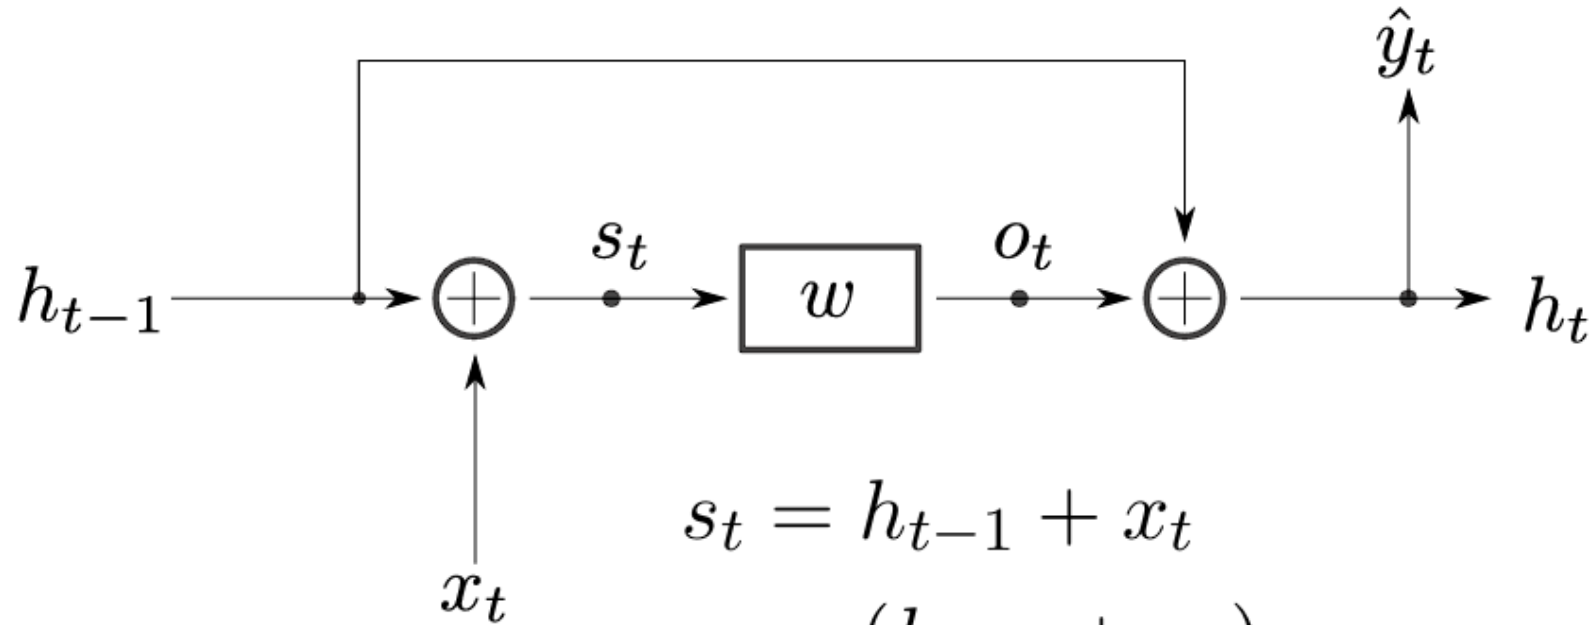 ŷ_t
s_t
o_t
h_{t−1}
w
h_t
s_t = h_{t−1} + x_t
x_t